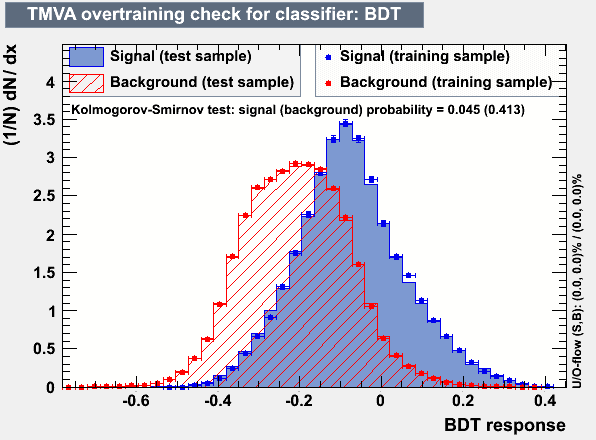 TMVA overtraining check for classifier: BDT
(1/N) dN / dx
Signal (test sample)
Background (test sample)
Signal (training sample)
Background (training sample)
Kolmogorov-Smirnov test: signal (background) probability = 0.045 (0.413)
4
3.5
3
2.5
2
1.5
1
0.5
0
-0.6
-0.4
-0.2
0
0.2
0.4
BDT response
U/O-flow (S,B): (0.0, 0.0)% / (0.0, 0.0)%